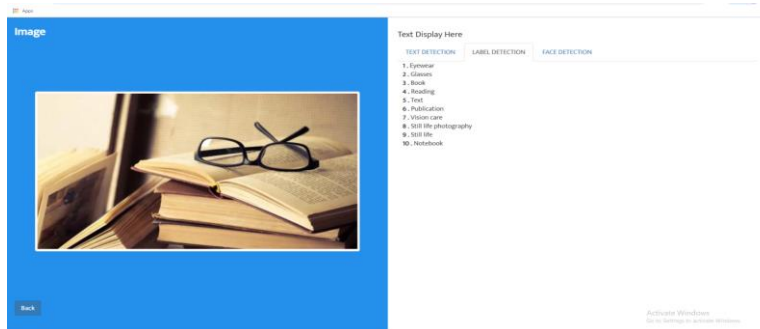 Apps
Image
Text Display Here
TEXT DETECTION LABEL DETECTION FACE DETECTION
1 . Eyewear
2 . Glasses
3 . Book
4 . Reading
5 . Text
6 . Publication
7 . Vision care
8 . Still life photography
9 . Still life
10 . Notebook
Back
Activate Windows
Go to Settings to activate Windows.